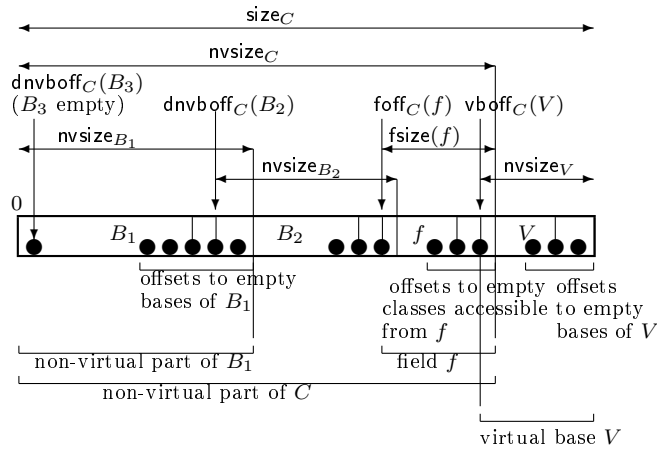 size_C
nvsize_C
dnvboff_C(B_3)
(B_3 empty)
dnvboff_C(B_2)
foff_C(f)
vboff_C(V)
nvsize_{B_1}
fsize(f)
nvsize_{B_2}
nvsize_V
0
B_1
B_2
f
V
offsets to empty
bases of B_1
offsets to empty
classes accessible
from f
offsets
to empty
bases of V
non-virtual part of B_1
field f
non-virtual part of C
virtual base V